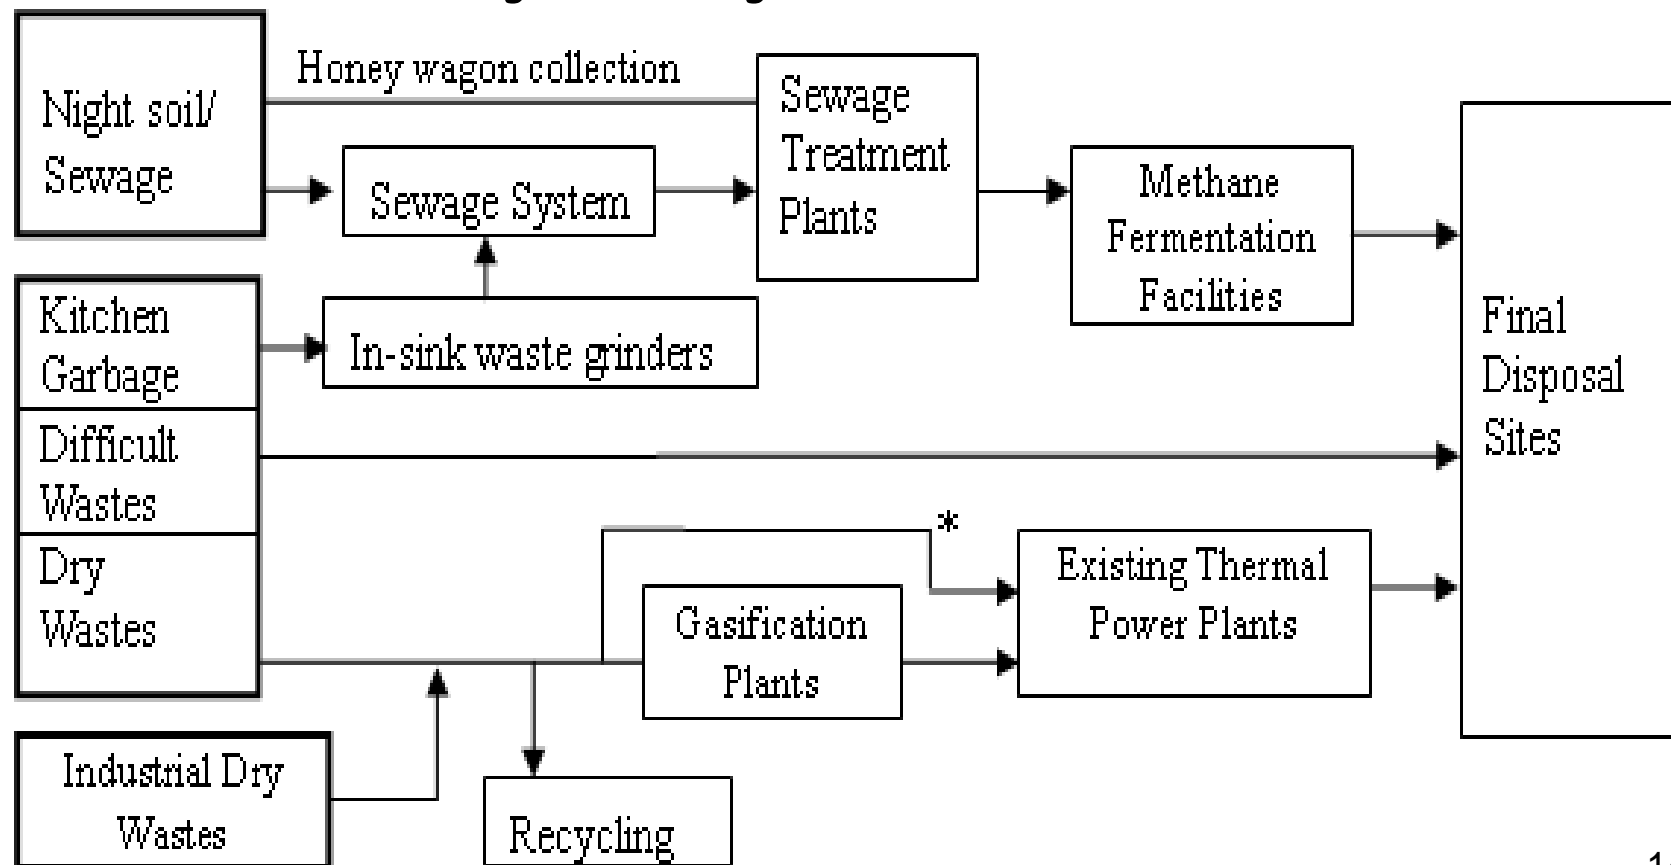 Honey wagon collection
Night soil/
Sewage
Sewage System
Sewage
Treatment
Plants
Methane
Fermentation
Facilities
Final
Disposal
Sites
Kitchen
Garbage
In-sink waste grinders
Difficult
Wastes
Dry
Wastes
*
Gasification
Plants
Existing Thermal
Power Plants
Industrial Dry
Wastes
Recycling